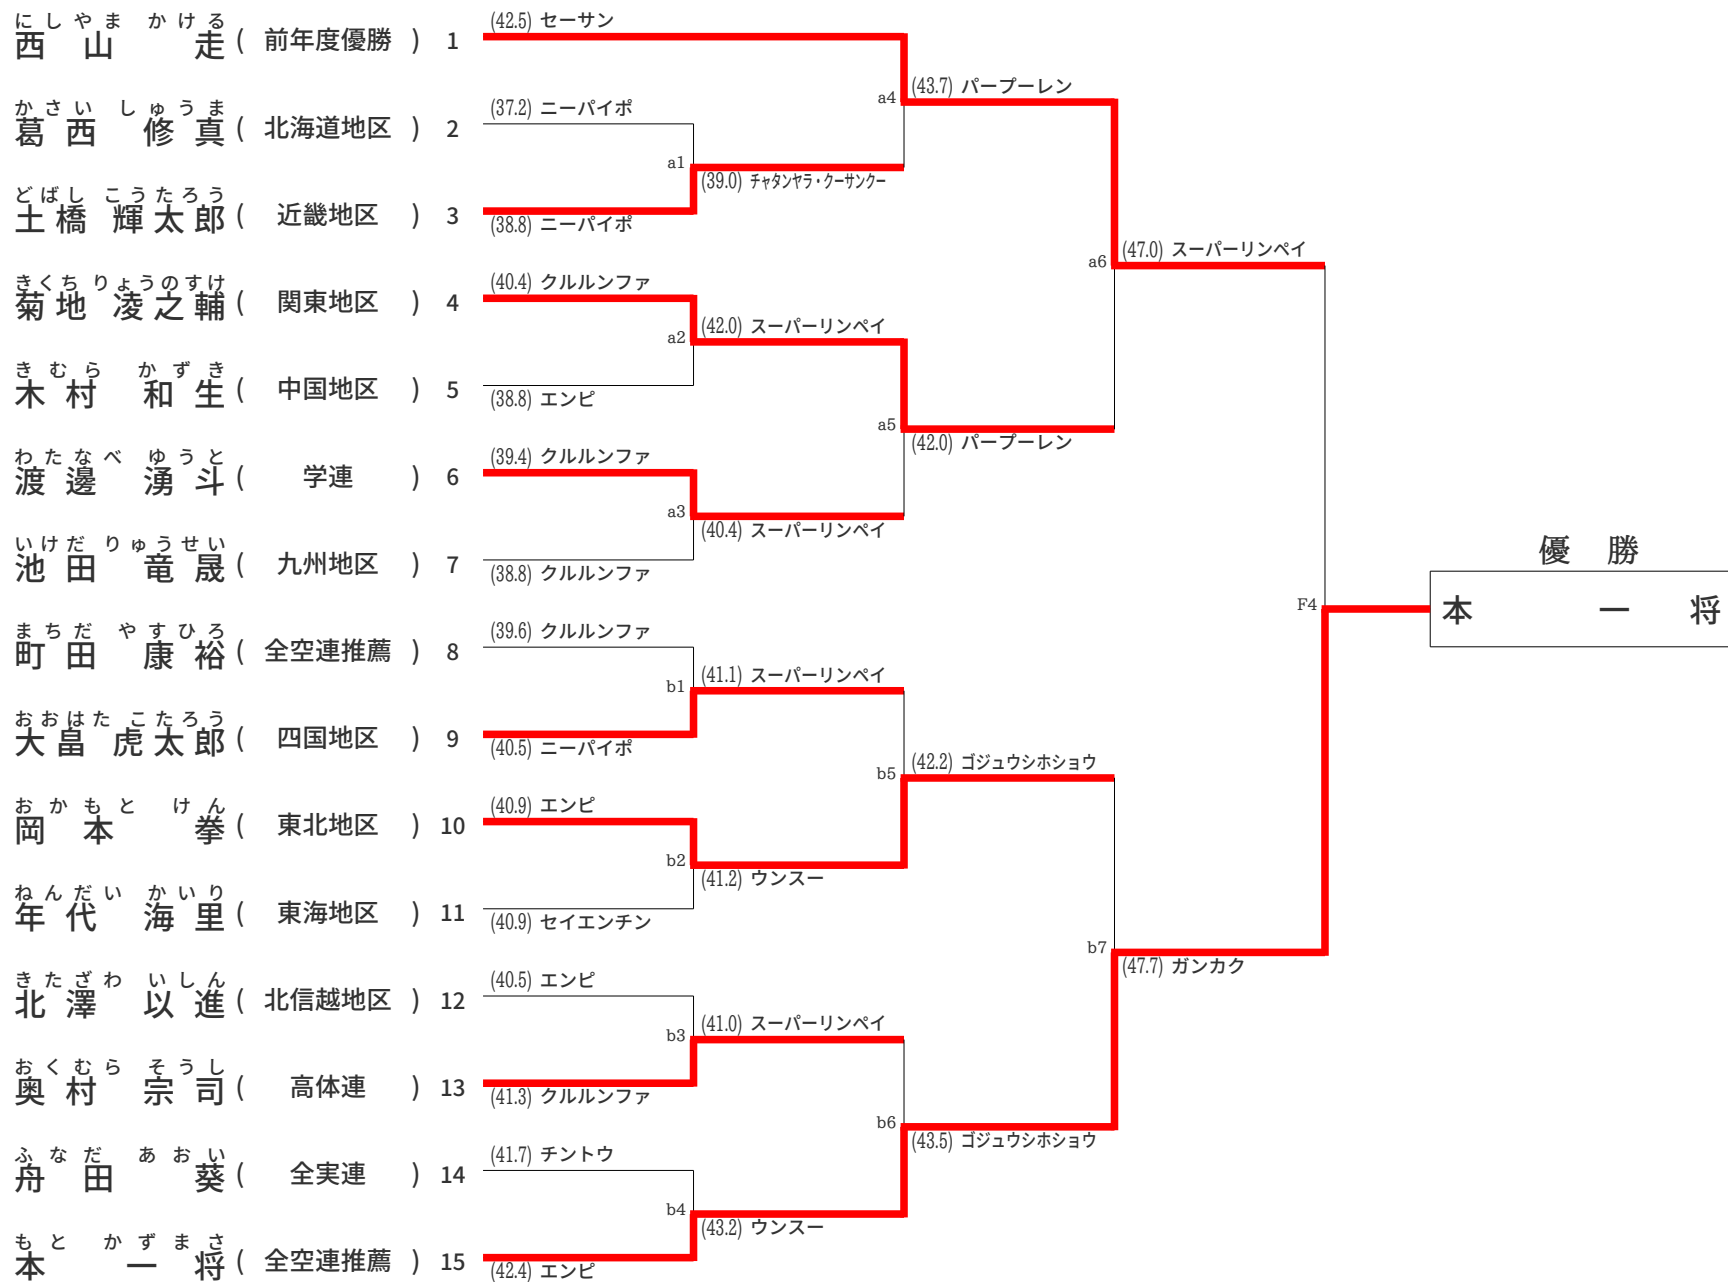 にしやま かける
西山 走 ( 前年度優勝 ) 1
(42.5) セーサン
a4
(43.7) パープーレン
かさい しゅうま
葛西 修真 ( 北海道地区 ) 2
(37.2) ニーパイポ
a1
(39.0) チャタンヤラ・クーサンクー
どばし こうたろう
土橋 輝太郎 ( 近畿地区 ) 3
(38.8) ニーパイポ
a6
(47.0) スーパーリンペイ
きくち りょうのすけ
菊地 凌之輔 ( 関東地区 ) 4
(40.4) クルルンファ
a2
(42.0) スーパーリンペイ
きむら かずき
木村 和生 ( 中国地区 ) 5
(38.8) エンピ
a5
(42.0) パープーレン
わたなべ ゆうと
渡邊 湧斗 ( 学連 ) 6
(39.4) クルルンファ
a3
(40.4) スーパーリンペイ
いけだ りゅうせい
池田 竜晟 ( 九州地区 ) 7
(38.8) クルルンファ
優 勝
F4
本 一 将
まちだ やすひろ
町田 康裕 ( 全空連推薦 ) 8
(39.6) クルルンファ
b1
(41.1) スーパーリンペイ
おおはた こたろう
大畠 虎太郎 ( 四国地区 ) 9
(40.5) ニーパイポ
b5
(42.2) ゴジュウシホショウ
おかもと けん
岡本 拳 ( 東北地区 ) 10
(40.9) エンピ
b2
(41.2) ウンスー
ねんだい かいり
年代 海里 ( 東海地区 ) 11
(40.9) セイエンチン
b7
(47.7) ガンカク
きたざわ いしん
北澤 以進 ( 北信越地区 ) 12
(40.5) エンピ
b3
(41.0) スーパーリンペイ
おくむら そうし
奥村 宗司 ( 高体連 ) 13
(41.3) クルルンファ
b6
(43.5) ゴジュウシホショウ
ふなだ あおい
舟田 葵 ( 全実連 ) 14
(41.7) チントウ
b4
(43.2) ウンスー
もと かずまさ
本 一将 ( 全空連推薦 ) 15
(42.4) エンピ